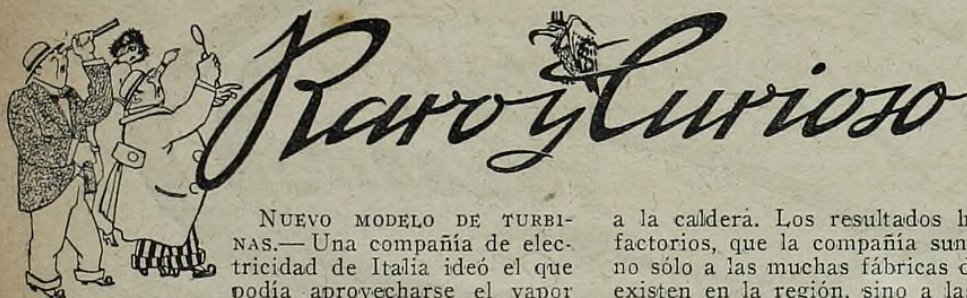 Raro y Curioso
NUEVO MODELO DE TURBI-
NAS.— Una compañía de elec-
tricidad de Italia ideó el que
podía aprovecharse el vapor
a la caldera. Los resultados h
factorios, que la compañía sum
no sólo a las muchas fábricas d
existen en la región, sino a la